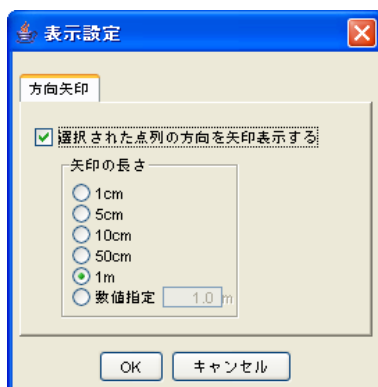 表示設定
方向矢印
選択された点列の方向を矢印表示する
矢印の長さ
1cm
5cm
10cm
50cm
1m
数値指定 1.0 m
OK キャンセル